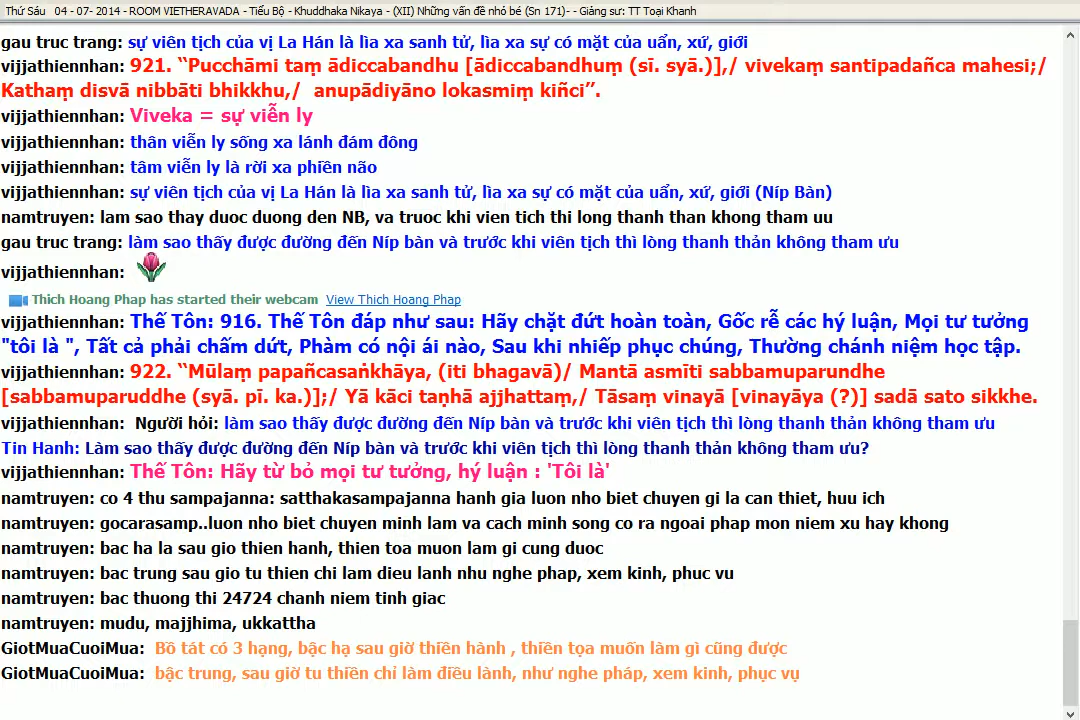 Thứ Sáu 04 - 07- 2014 - ROOM VIETHERAVADA - Tiểu Bộ - Khuddhaka Nikaya - (XII) Những vấn đề nhỏ bé (Sn 171)- - Giảng sư: TT Toại Khanh
gau truc trang: sự viên tịch của vị La Hán là lìa xa sanh tử, lìa xa sự có mặt của uẩn, xứ, giới
vijjathiennhan: 921. “Pucchāmi taṃ ādiccabandhu [ādiccabandhuṃ (sī. syā.)],/ vivekaṃ santipadañca mahesi;/
Kathaṃ disvā nibbāti bhikkhu,/ anupādiyāno lokasmiṃ kiñci”.
vijjathiennhan: Viveka = sự viễn ly
vijjathiennhan: thân viễn ly sống xa lánh đám đông
vijjathiennhan: tâm viễn ly là rời xa phiền não
vijjathiennhan: sự viên tịch của vị La Hán là lìa xa sanh tử, lìa xa sự có mặt của uẩn, xứ, giới (Níp Bàn)
namtruyen: lam sao thay duoc duong den NB, va truoc khi vien tich thi long thanh than khong tham uu
gau truc trang: làm sao thấy được đường đến Níp bàn và trước khi viên tịch thì lòng thanh thản không tham ưu
vijjathiennhan:
Thich Hoang Phap has started their webcam View Thich Hoang Phap
vijjathiennhan: Thế Tôn: 916. Thế Tôn đáp như sau: Hãy chặt đứt hoàn toàn, Gốc rễ các hý luận, Mọi tư tưởng
"tôi là ", Tất cả phải chấm dứt, Phàm có nội ái nào, Sau khi nhiếp phục chúng, Thường chánh niệm học tập.
vijjathiennhan: 922. “Mūlaṃ papañcasaṅkhāya, (iti bhagavā)/ Mantā asmīti sabbamuparundhe
[sabbamuparuddhe (syā. pī. ka.)];/ Yā kāci taṇhā ajjhattaṃ,/ Tāsaṃ vinayā [vinayāya (?)] sadā sato sikkhe.
vijjathiennhan: Người hỏi: làm sao thấy được đường đến Níp bàn và trước khi viên tịch thì lòng thanh thản không tham ưu
Tin Hanh: Làm sao thấy được đường đến Níp bàn và trước khi viên tịch thì lòng thanh thản không tham ưu?
vijjathiennhan: Thế Tôn: Hãy từ bỏ mọi tư tưởng, hý luận : 'Tôi là'
namtruyen: co 4 thu sampajanna: satthakasampajanna hanh gia luon nho biet chuyen gi la can thiet, huu ich
namtruyen: gocarasamp..luon nho biet chuyen minh lam va cach minh song co ra ngoai phap mon niem xu hay khong
namtruyen: bac ha la sau gio thien hanh, thien toa muon lam gi cung duoc
namtruyen: bac trung sau gio tu thien chi lam dieu lanh nhu nghe phap, xem kinh, phuc vu
namtruyen: bac thuong thi 24724 chanh niem tinh giac
namtruyen: mudu, majjhima, ukkattha
GiotMuaCuoiMua: Bồ tát có 3 hạng, bậc hạ sau giờ thiền hành , thiền tọa muốn làm gì cũng được
GiotMuaCuoiMua: bậc trung, sau giờ tu thiền chỉ làm điều lành, như nghe pháp, xem kinh, phục vụ